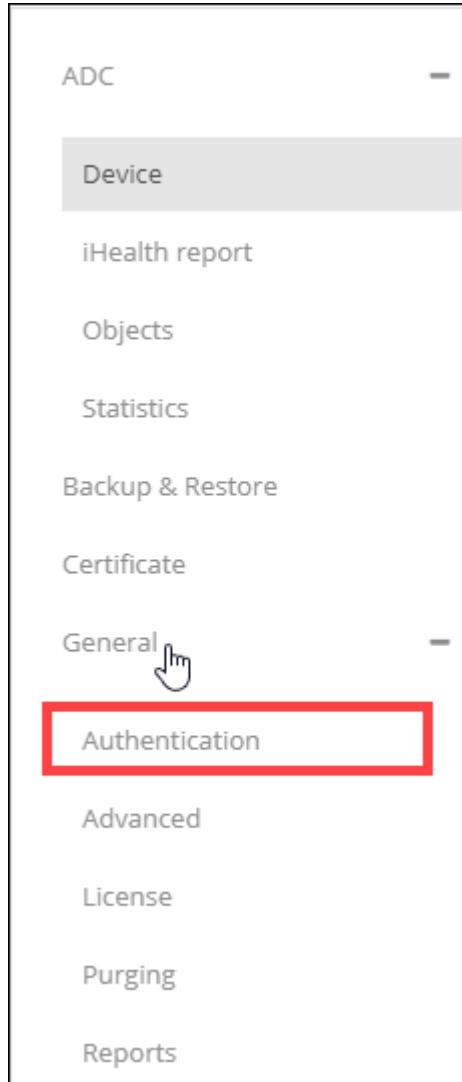 ADC
Device
iHealth report
Objects
Statistics
Backup & Restore
Certificate
General
Authentication
Advanced
License
Purging
Reports